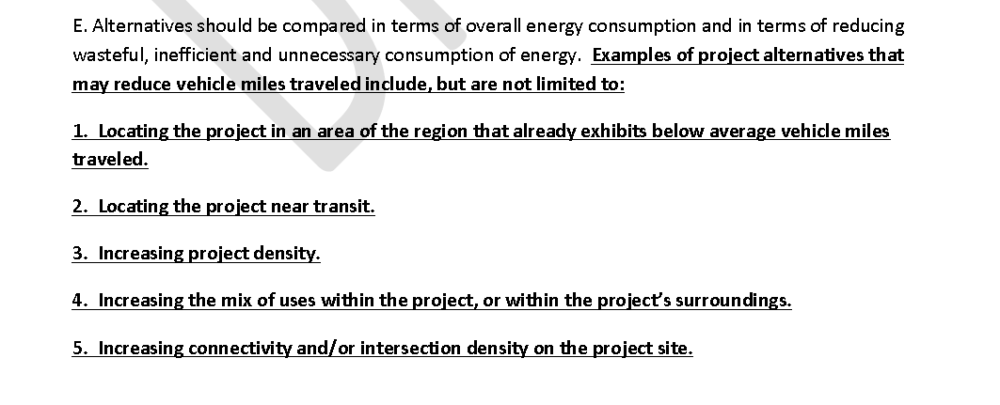 E. Alternatives should be compared in terms of overall energy consumption and in terms of reducing
wasteful, inefficient and unnecessary consumption of energy.  Examples of project alternatives that
may reduce vehicle miles traveled include, but are not limited to:
1.  Locating the project in an area of the region that already exhibits below average vehicle miles
traveled.
2.  Locating the project near transit.
3.  Increasing project density.
4.  Increasing the mix of uses within the project, or within the project’s surroundings.
5.  Increasing connectivity and/or intersection density on the project site.